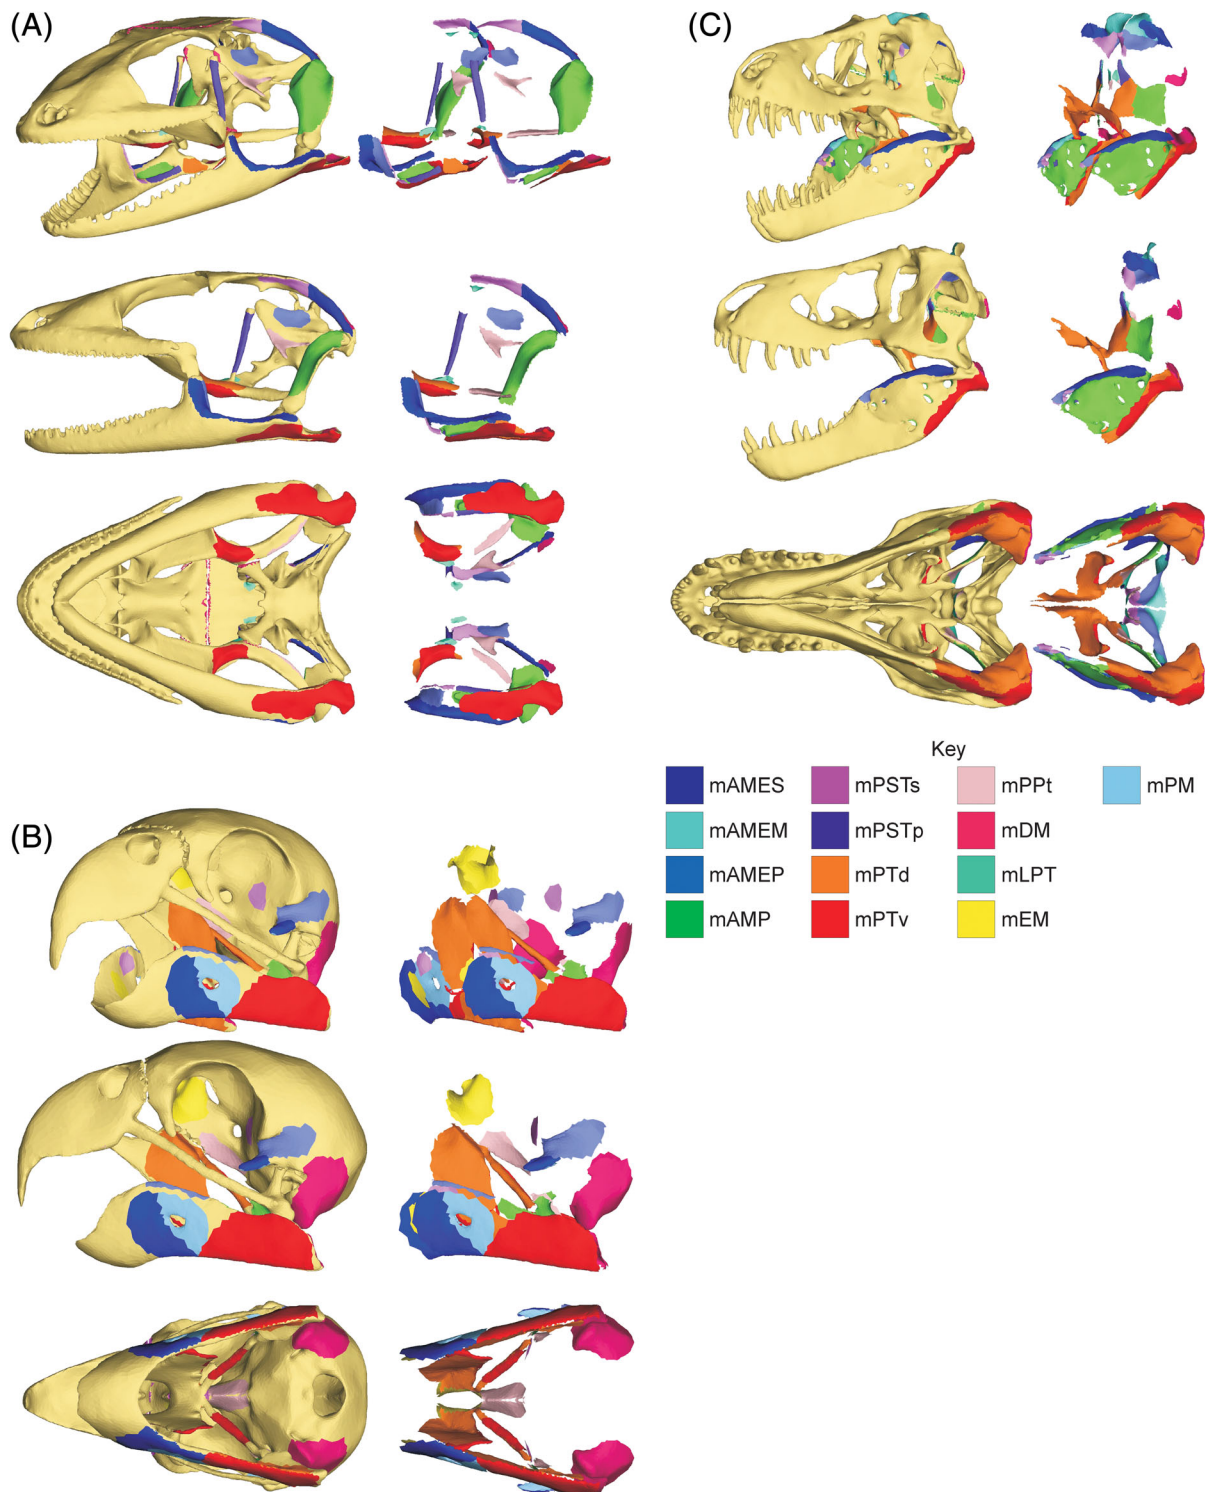 (A)
(C)
Key
mAMES mPSTs mPPt mPM
mAMEM mPSTp mDM
mAMEP mPTd mLPT
mAMP mPTv mEM
(B)